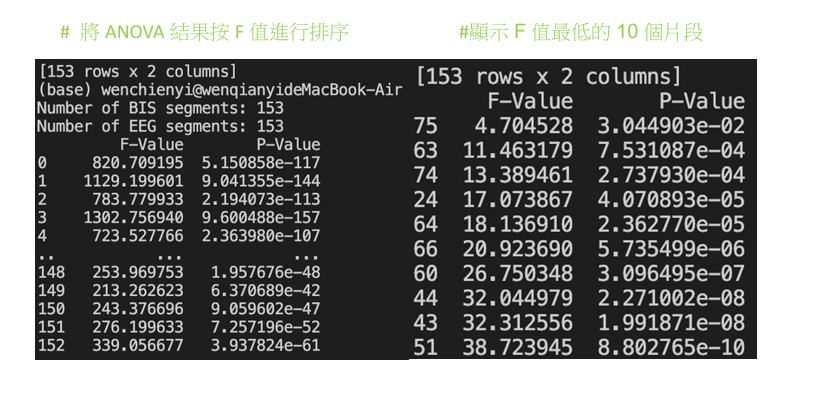 # 將 ANOVA 結果按 F 值進行排序
[153 rows x 2 columns]
(base) wenchienyi@wenqianyideMacBook-Air
Number of BIS segments: 153
Number of EEG segments: 153
F-Value P-Value
0 820.709195 5.150858e-117
1 1129.199601 9.041355e-144
2 783.779933 2.194073e-113
3 1302.756940 9.600488e-157
4 723.527766 2.363980e-107
.. ... ...
148 253.969753 1.957676e-48
149 213.262623 6.370689e-42
150 243.376696 9.059602e-47
151 276.199633 7.257196e-52
152 339.056677 3.937824e-61
#顯示 F 值最低的 10 個片段
[153 rows x 2 columns]
F-Value P-Value
75 4.704528 3.044903e-02
63 11.463179 7.531087e-04
74 13.389461 2.737930e-04
24 17.073867 4.070893e-05
64 18.136910 2.362770e-05
66 20.923690 5.735499e-06
60 26.750348 3.096495e-07
44 32.044979 2.271002e-08
43 32.312556 1.991871e-08
51 38.723945 8.802765e-10